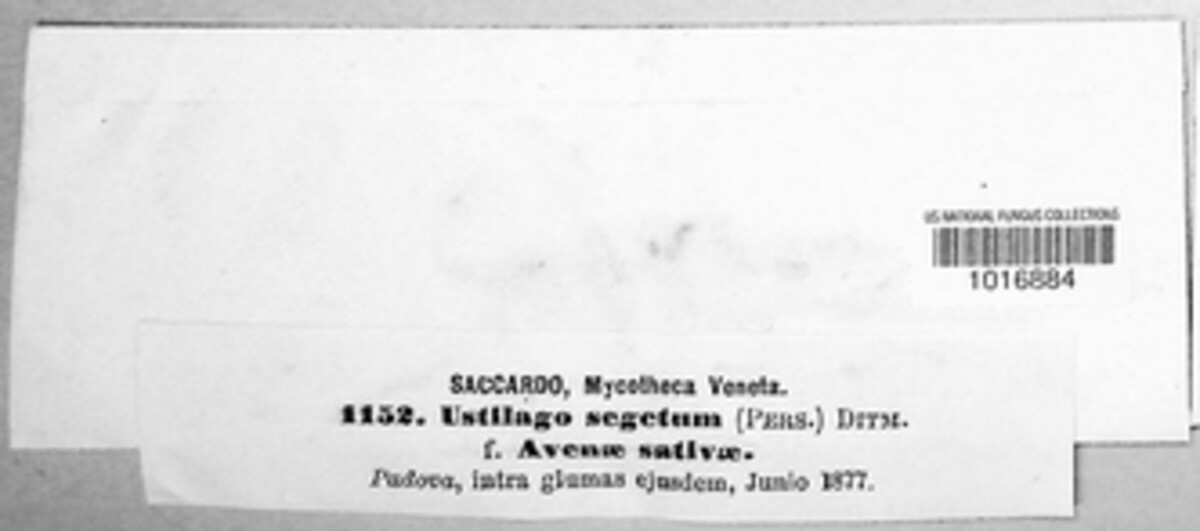 US NATIONAL FUNGUS COLLECTIONS
1016884
SACCARDO, Mycotheca Veneta.
1152. Ustilago segetum (PERS.) DITM.
f. Avenæ sativæ.
Padova, intra glumas ejusdem, Junio 1877.